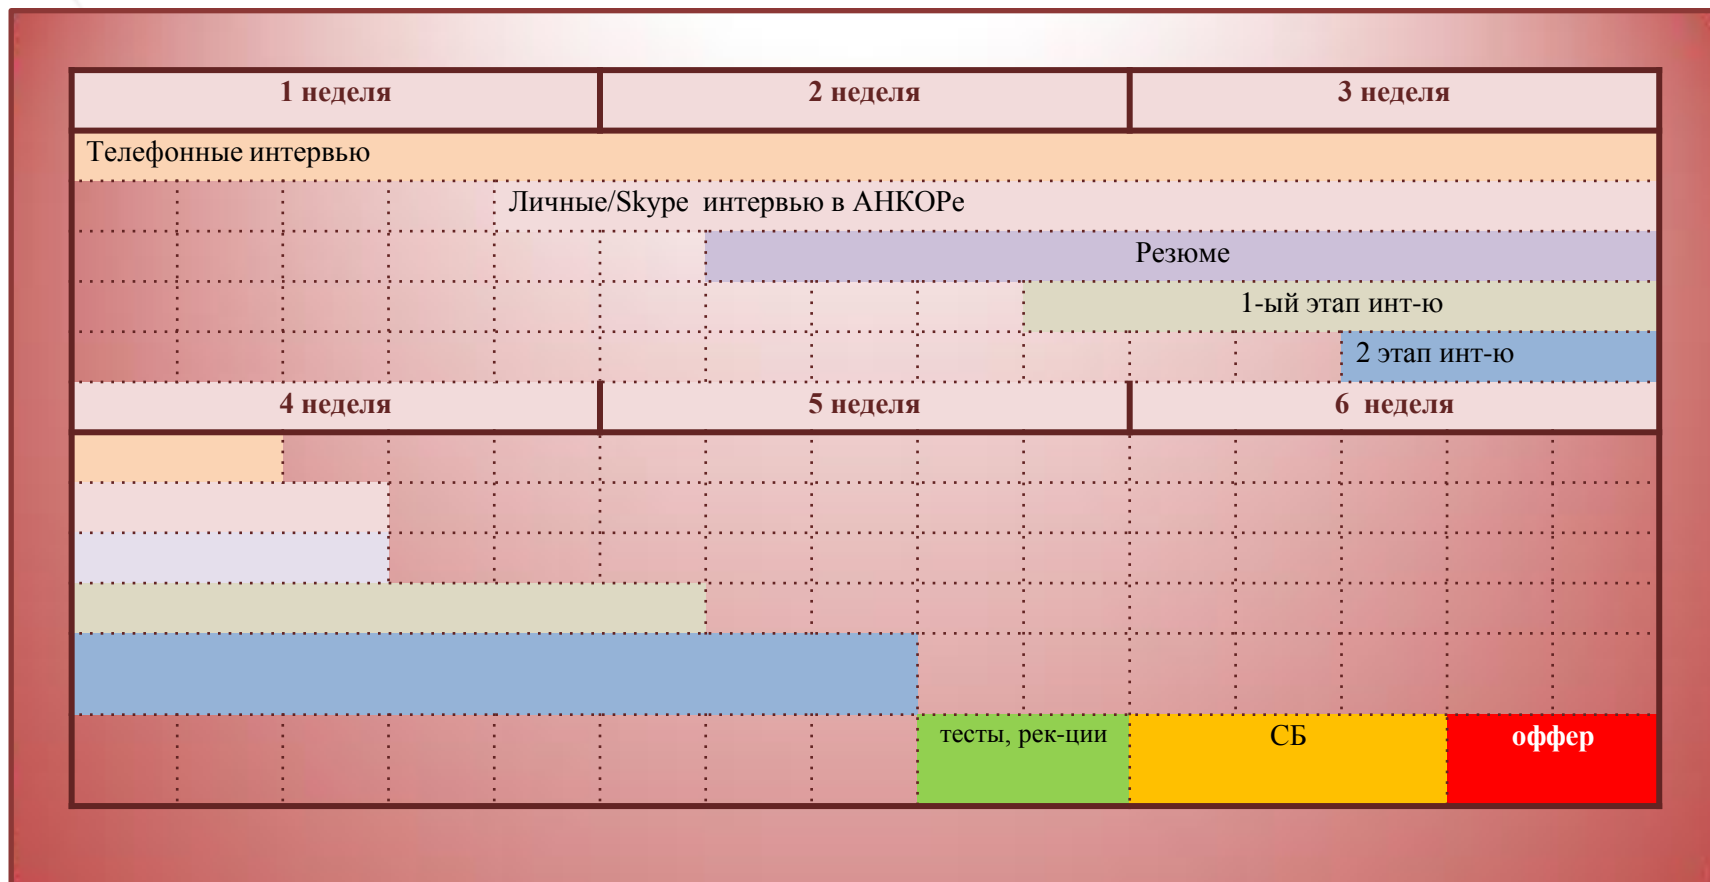 1 неделя 2 неделя 3 неделя
Телефонные интервью
Личные/Skype интервью в АНКОРе
Резюме
1-ый этап инт-ю
2 этап инт-ю
4 неделя 5 неделя 6 неделя
тесты, рек-ции СБ оффер